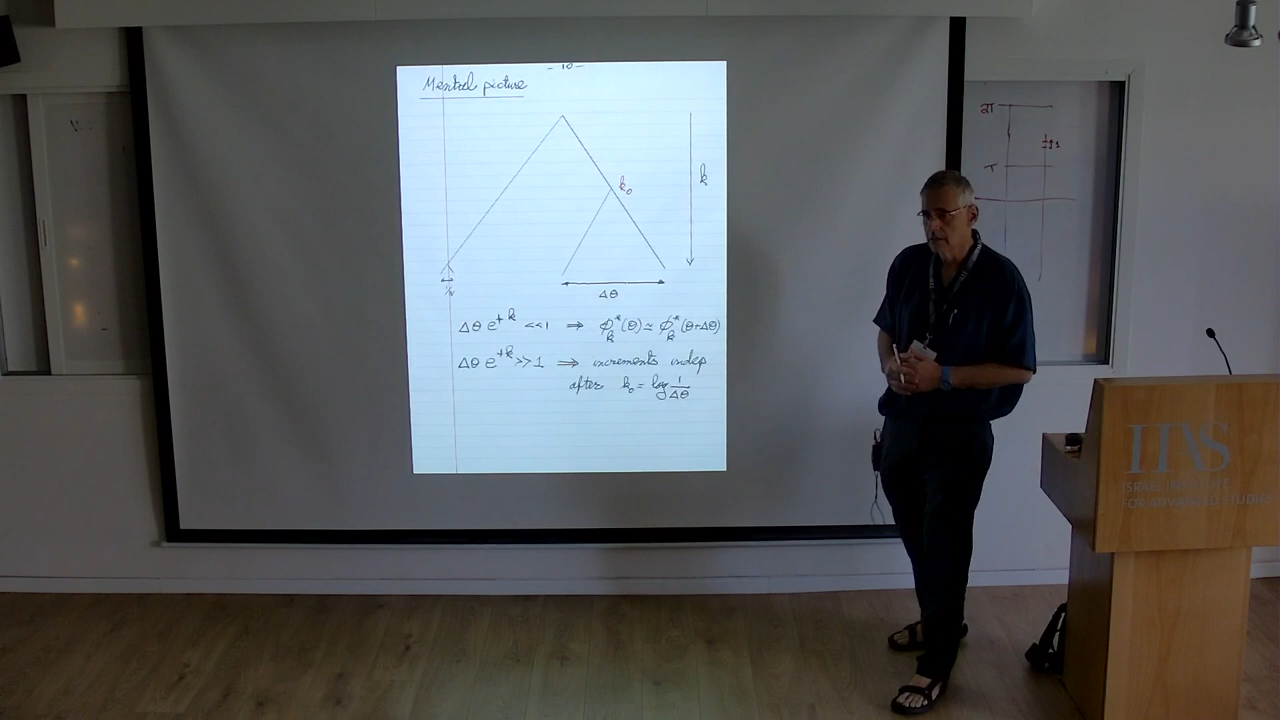 - 10 -
Mental picture
k₀
k
Δθ
Δθ e^{+k} <<1 ⇒ φ*_k(θ) ≃ φ*_k(θ+Δθ)
Δθ e^{+k} >>1 ⇒ increments indep
after k₀ = log 1/Δθ
2T
T
IIAS
ISRAEL INSTITUTE
FOR ADVANCED STUDIES